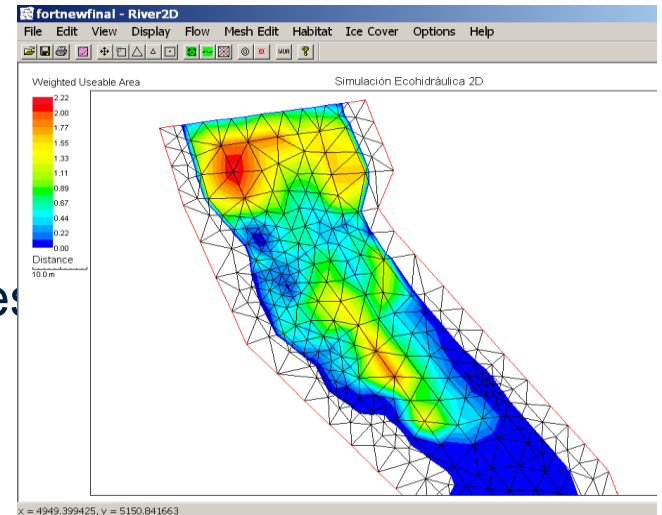 fortnewfinal - River2D
File Edit View Display Flow Mesh Edit Habitat Ice Cover Options Help
WUA ?
Weighted Useable Area
Simulación Ecohidráulica 2D
2.22
2.00
1.77
1.55
1.33
1.11
0.89
0.67
0.44
0.22
0.00
Distance
10.0 m
es
x = 4949.399425, y = 5150.841663